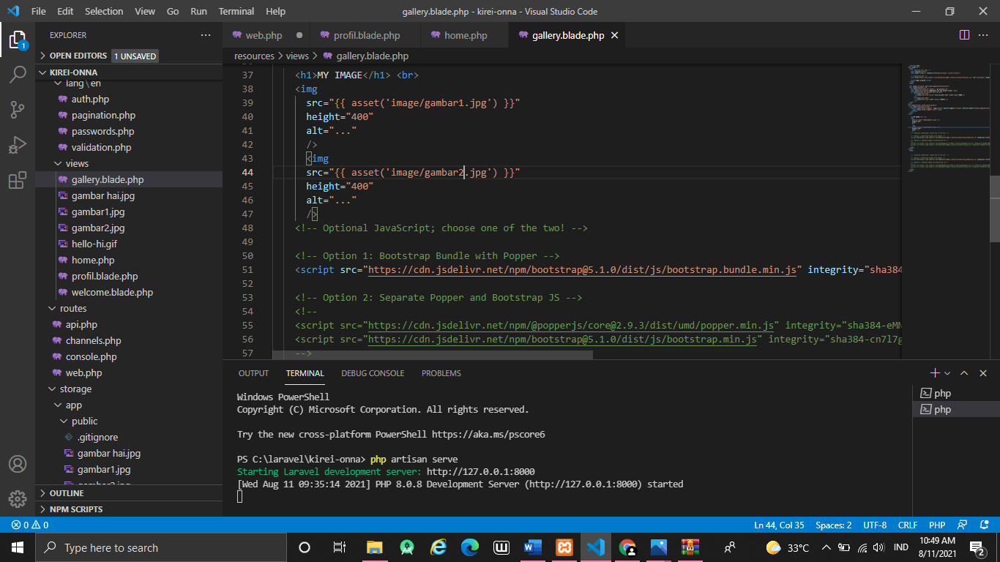 File Edit Selection View Go Run Terminal Help
gallery.blade.php - kirei-onna - Visual Studio Code
EXPLORER
web.php
profil.blade.php
home.php
gallery.blade.php
OPEN EDITORS 1 UNSAVED
resources > views > gallery.blade.php
1
KIREI-ONNA
lang \ en
auth.php
pagination.php
passwords.php
validation.php
views
gallery.blade.php
gambar hai.jpg
gambar1.jpg
gambar2.jpg
hello-hi.gif
home.php
profil.blade.php
welcome.blade.php
routes
api.php
channels.php
console.php
web.php
storage
app
public
.gitignore
gambar hai.jpg
gambar1.jpg
OUTLINE
NPM SCRIPTS
37 <h1>MY IMAGE</h1> <br>
38 <img
39 src="{{ asset('image/gambar1.jpg') }}"
40 height="400"
41 alt="..."
42 />
43 <img
44 src="{{ asset('image/gambar2.jpg') }}"
45 height="400"
46 alt="..."
47 />
48 <!-- Optional JavaScript; choose one of the two! -->
49
50 <!-- Option 1: Bootstrap Bundle with Popper -->
51 <script src="https://cdn.jsdelivr.net/npm/bootstrap@5.1.0/dist/js/bootstrap.bundle.min.js" integrity="sha384
52
53 <!-- Option 2: Separate Popper and Bootstrap JS -->
54 <!--
55 <script src="https://cdn.jsdelivr.net/npm/@popperjs/core@2.9.3/dist/umd/popper.min.js" integrity="sha384-eMN
56 <script src="https://cdn.jsdelivr.net/npm/bootstrap@5.1.0/dist/js/bootstrap.min.js" integrity="sha384-cn7l7g
57 -->
OUTPUT TERMINAL DEBUG CONSOLE PROBLEMS
php
php
Windows PowerShell
Copyright (C) Microsoft Corporation. All rights reserved.
Try the new cross-platform PowerShell https://aka.ms/pscore6
PS C:\laravel\kirei-onna> php artisan serve
Starting Laravel development server: http://127.0.0.1:8000
[Wed Aug 11 09:35:14 2021] PHP 8.0.8 Development Server (http://127.0.0.1:8000) started
0 0
Ln 44, Col 35 Spaces: 2 UTF-8 CRLF PHP
Type here to search
33°C
IND
10:49 AM
8/11/2021
2